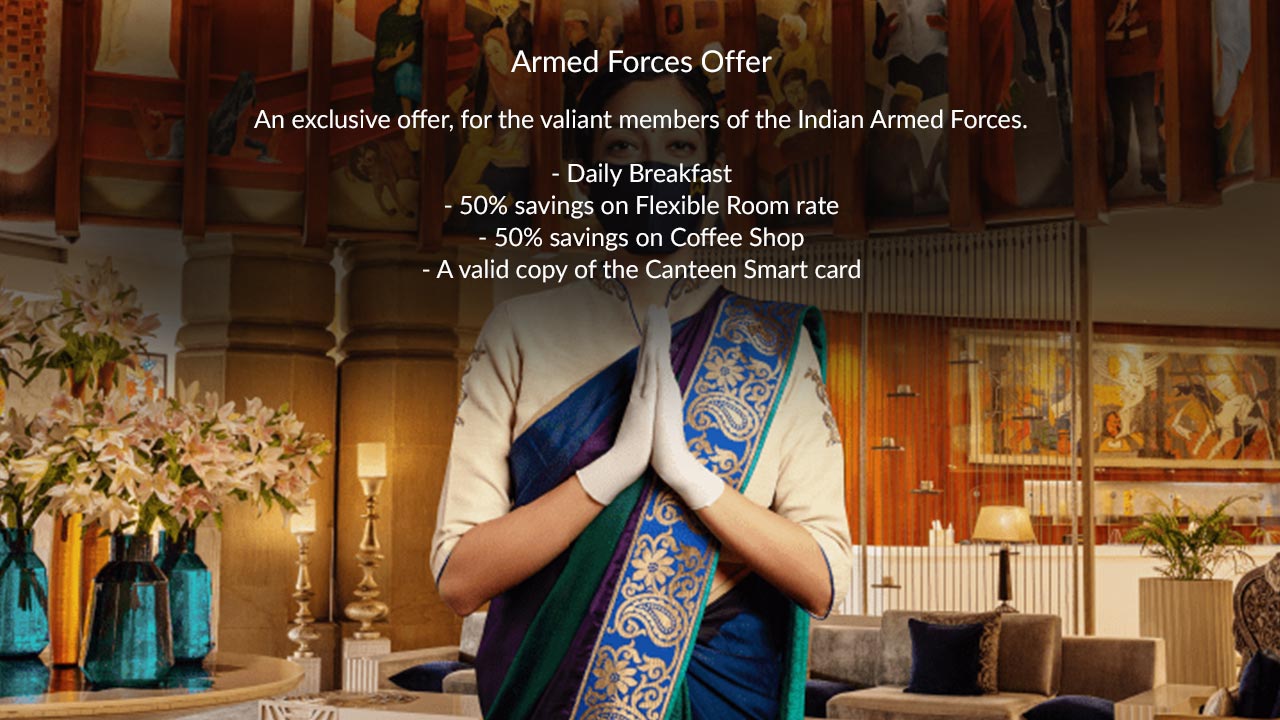 Armed Forces Offer
An exclusive offer, for the valiant members of the Indian Armed Forces.
- Daily Breakfast
- 50% savings on Flexible Room rate
- 50% savings on Coffee Shop
- A valid copy of the Canteen Smart card